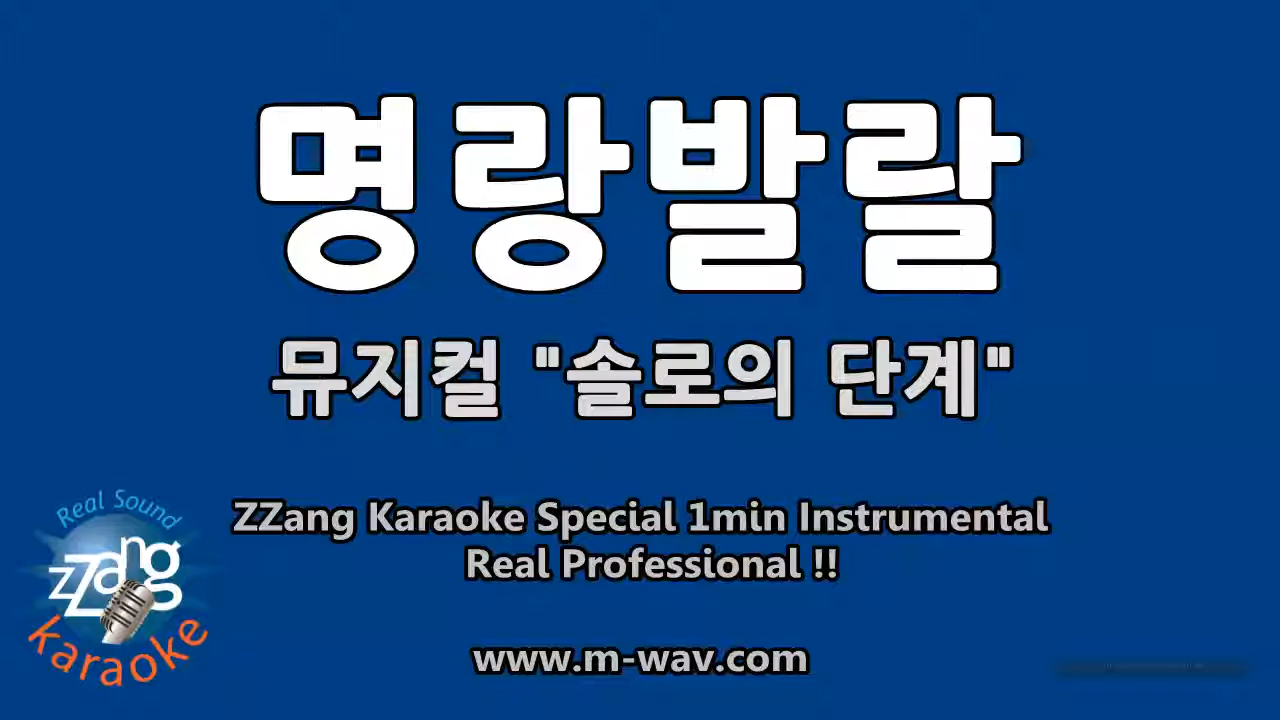 명랑발랄
뮤지컬 "솔로의 단계"
ZZang Karaoke Special 1min Instrumental
Real Professional !!
Real Sound
zZang
karaoke
www.m-wav.com